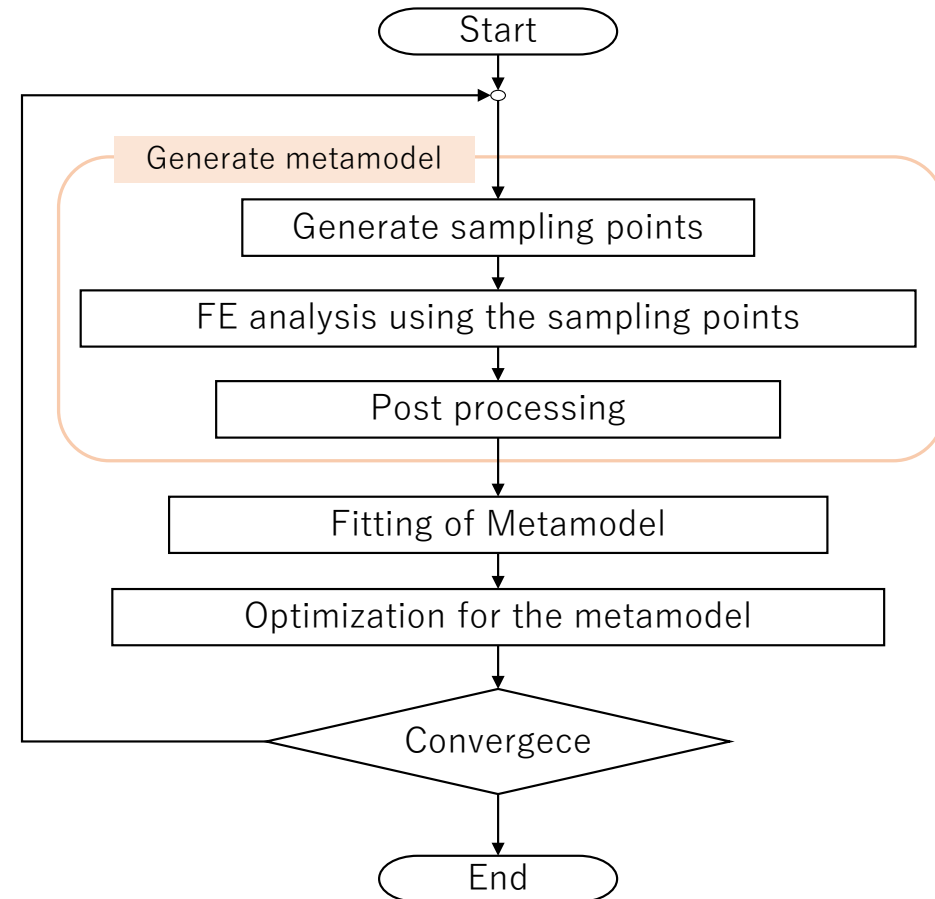 Start
Generate metamodel
Generate sampling points
FE analysis using the sampling points
Post processing
Fitting of Metamodel
Optimization for the metamodel
Convergece
End